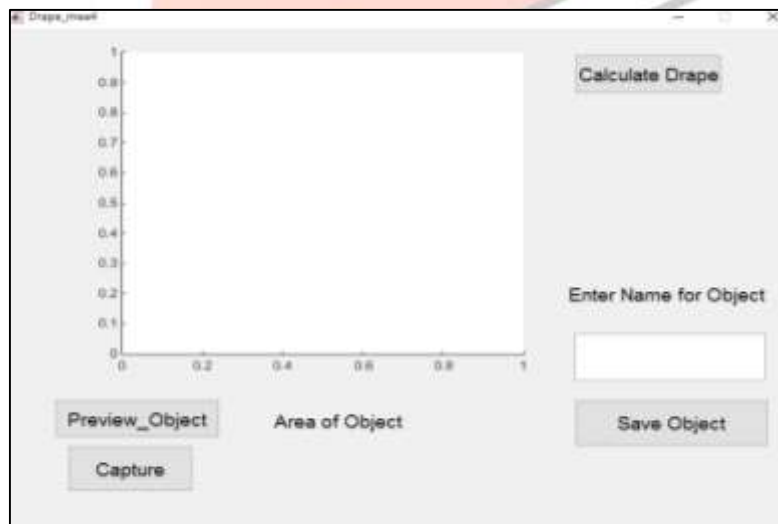 Calculate Drape
1
0.9
0.8
0.7
0.6
0.5
0.4
0.3
0.2
0.1
0
0 0.2 0.4 0.6 0.8 1
Enter Name for Object
Preview_Object
Area of Object
Save Object
Capture